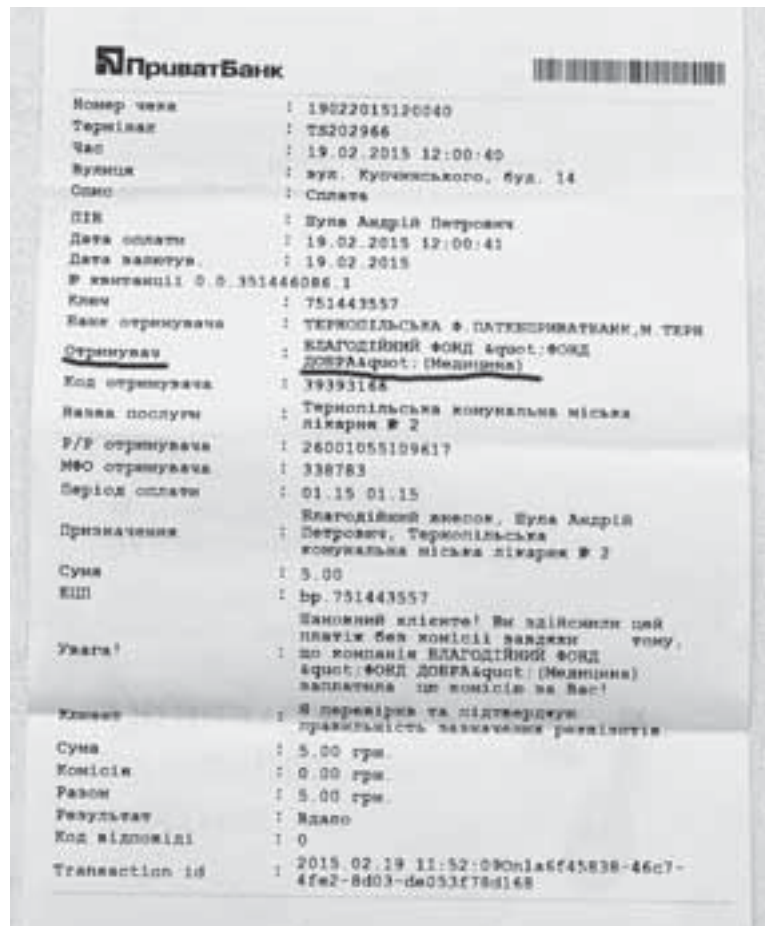 ПриватБанк
Номер чека : 19022015120040
Термінал : TS202966
Час : 19.02.2015 12:00:40
Вулиця : вул. Купчинського, буд. 14
Опис : Сплата
ПІБ : Шупа Андрій Петрович
Дата оплати : 19.02.2015 12:00:41
Дата валютув. : 19.02.2015
№ квитанції 0.0.351446086.1
Ключ : 751443557
Банк отримувача : ТЕРНОПІЛЬСЬКА Ф.ПАТКБПРИВАТБАНК,М.ТЕРН
Отримувач : БЛАГОДІЙНИЙ ФОНД &quot;ФОНД
ДОБРА&quot; (Медицина)
Код отримувача : 39393168
Назва послуги : Тернопільська комунальна міська
лікарня № 2
Р/Р отримувача : 26001055109617
МФО отримувача : 338783
Період сплати : 01.15 01.15
Призначення : Благодійний внесок, Шупа Андрій
Петрович, Тернопільська
комунальна міська лікарня № 2
Сума : 5.00
ЕЦП : bp.751443557
Увага! : Шановний клієнте! Ви здійснили цей
платіж без комісії завдяки тому,
що компанія БЛАГОДІЙНИЙ ФОНД
&quot;ФОНД ДОБРА&quot; (Медицина)
заплатила цю комісію за Вас!
Клієнт : Я перевірив та підтверджую
правильність зазначених реквізитів
Сума : 5.00 грн.
Комісія : 0.00 грн.
Разом : 5.00 грн.
Результат : Вдало
Код відповіді : 0
Transaction id : 2015.02.19 11:52:09On1a6f45838-46c7-
4fe2-8d03-de053f78d168